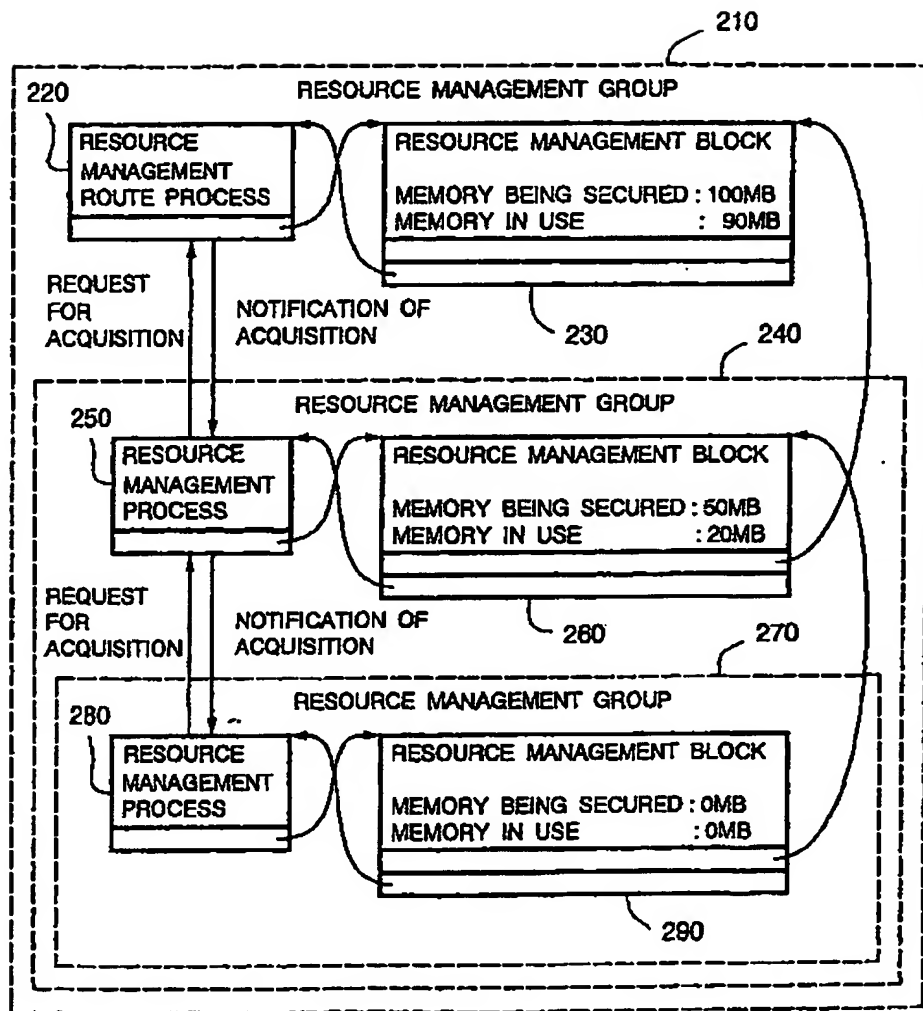 210
RESOURCE MANAGEMENT GROUP
220
RESOURCE
MANAGEMENT
ROUTE PROCESS
RESOURCE MANAGEMENT BLOCK
MEMORY BEING SECURED : 100MB
MEMORY IN USE : 90MB
REQUEST
FOR
ACQUISITION
NOTIFICATION OF
ACQUISITION
230
240
RESOURCE MANAGEMENT GROUP
250
RESOURCE
MANAGEMENT
PROCESS
RESOURCE MANAGEMENT BLOCK
MEMORY BEING SECURED : 50MB
MEMORY IN USE : 20MB
REQUEST
FOR
ACQUISITION
NOTIFICATION OF
ACQUISITION
260
270
RESOURCE MANAGEMENT GROUP
280
RESOURCE
MANAGEMENT
PROCESS
RESOURCE MANAGEMENT BLOCK
MEMORY BEING SECURED : 0MB
MEMORY IN USE : 0MB
290